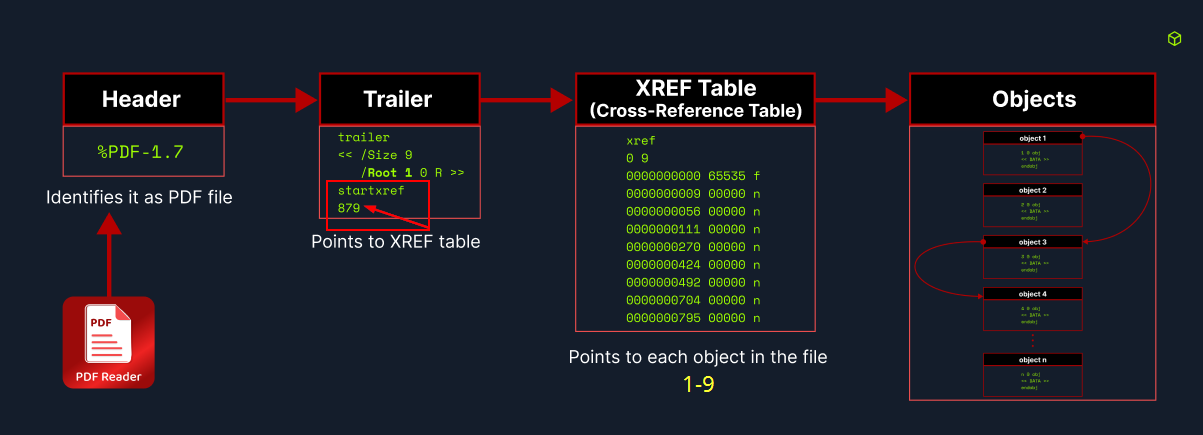 Header
%PDF-1.7
Identifies it as PDF file
PDF
PDF Reader
Trailer
trailer
<< /Size 9
/Root 1 0 R >>
startxref
879
Points to XREF table
XREF Table
(Cross-Reference Table)
xref
0 9
0000000000 65535 f
0000000009 00000 n
0000000056 00000 n
0000000111 00000 n
0000000270 00000 n
0000000424 00000 n
0000000492 00000 n
0000000704 00000 n
0000000795 00000 n
Points to each object in the file
1-9
Objects
object 1
1 0 obj
<< DATA >>
endobj
object 2
2 0 obj
<< DATA >>
endobj
object 3
3 0 obj
<< DATA >>
endobj
object 4
4 0 obj
<< DATA >>
endobj
object n
n 0 obj
<< DATA >>
endobj